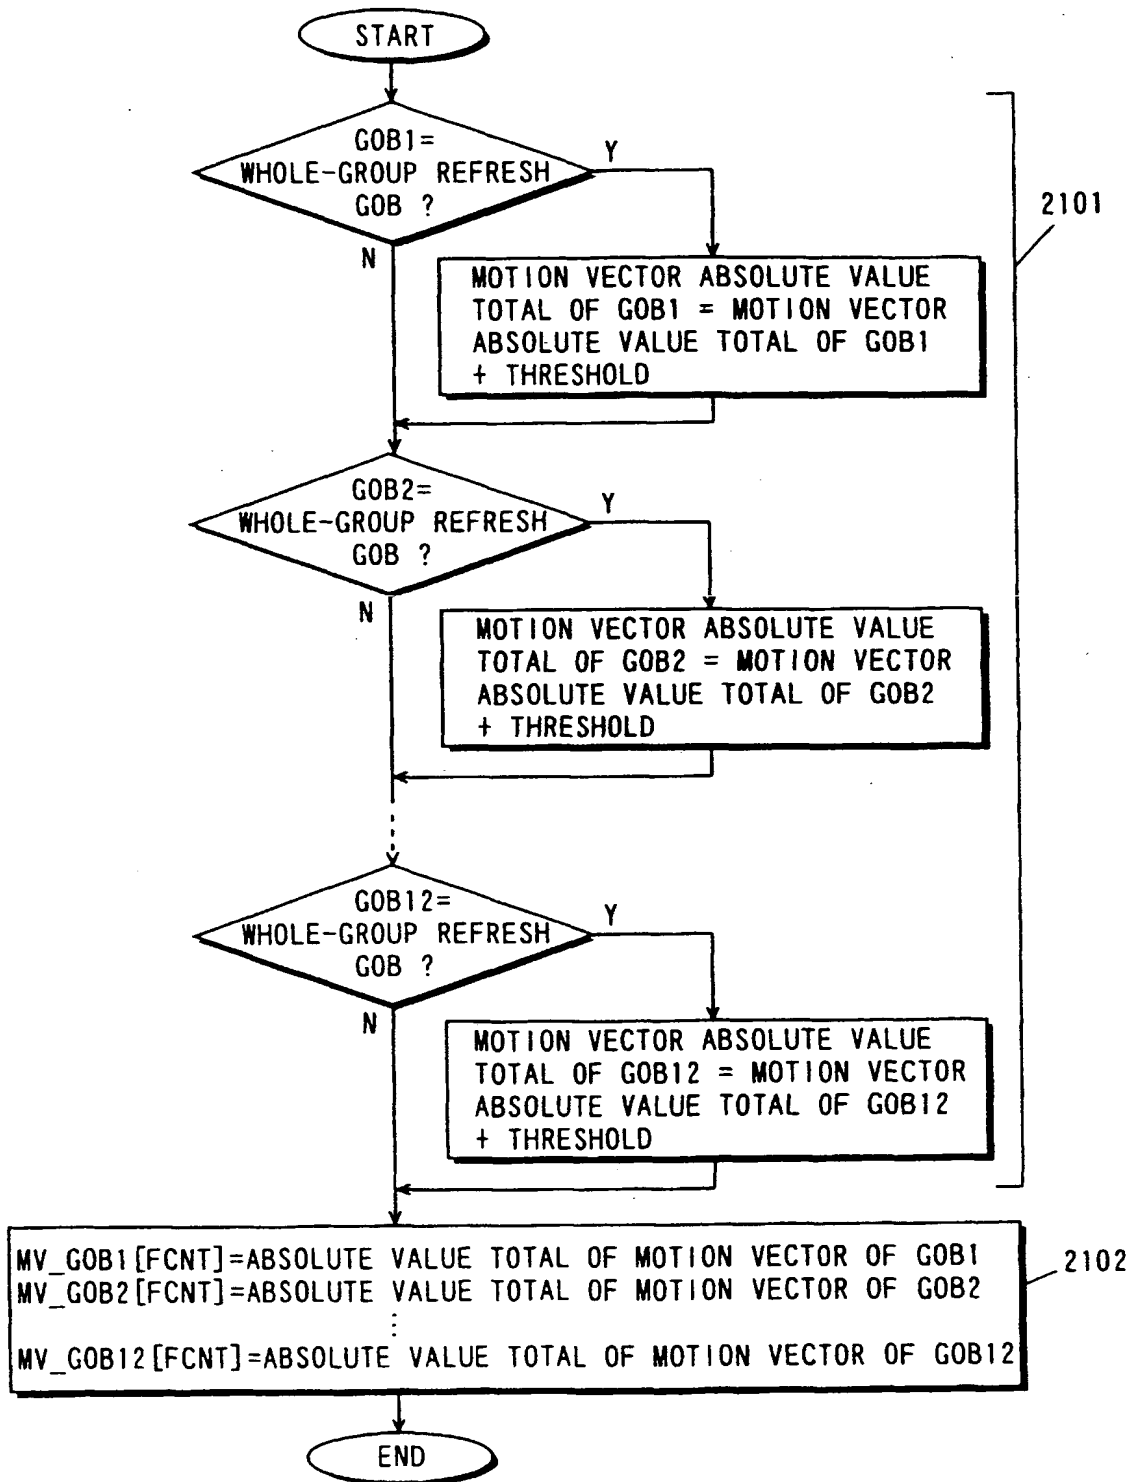 START
GOB1=
WHOLE-GROUP REFRESH
GOB ?
Y
N
2101
MOTION VECTOR ABSOLUTE VALUE
TOTAL OF GOB1 = MOTION VECTOR
ABSOLUTE VALUE TOTAL OF GOB1
+ THRESHOLD
GOB2=
WHOLE-GROUP REFRESH
GOB ?
Y
N
MOTION VECTOR ABSOLUTE VALUE
TOTAL OF GOB2 = MOTION VECTOR
ABSOLUTE VALUE TOTAL OF GOB2
+ THRESHOLD
GOB12=
WHOLE-GROUP REFRESH
GOB ?
Y
N
MOTION VECTOR ABSOLUTE VALUE
TOTAL OF GOB12 = MOTION VECTOR
ABSOLUTE VALUE TOTAL OF GOB12
+ THRESHOLD
MV_GOB1[FCNT]=ABSOLUTE VALUE TOTAL OF MOTION VECTOR OF GOB1
MV_GOB2[FCNT]=ABSOLUTE VALUE TOTAL OF MOTION VECTOR OF GOB2
⋮
MV_GOB12[FCNT]=ABSOLUTE VALUE TOTAL OF MOTION VECTOR OF GOB12
2102
END